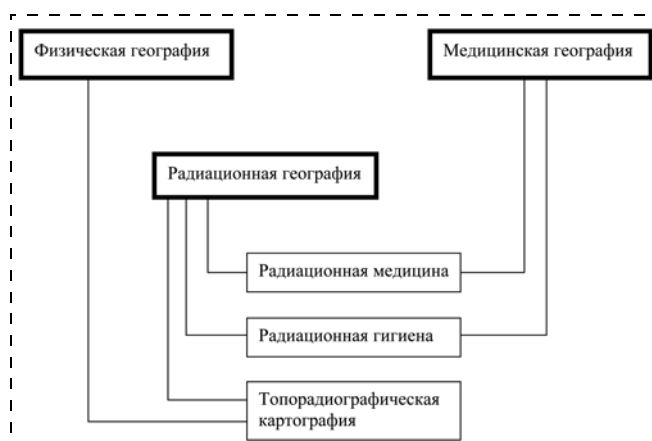 Физическая география
Медицинская география
Радиационная география
Радиационная медицина
Радиационная гигиена
Топорадиографическая
картография